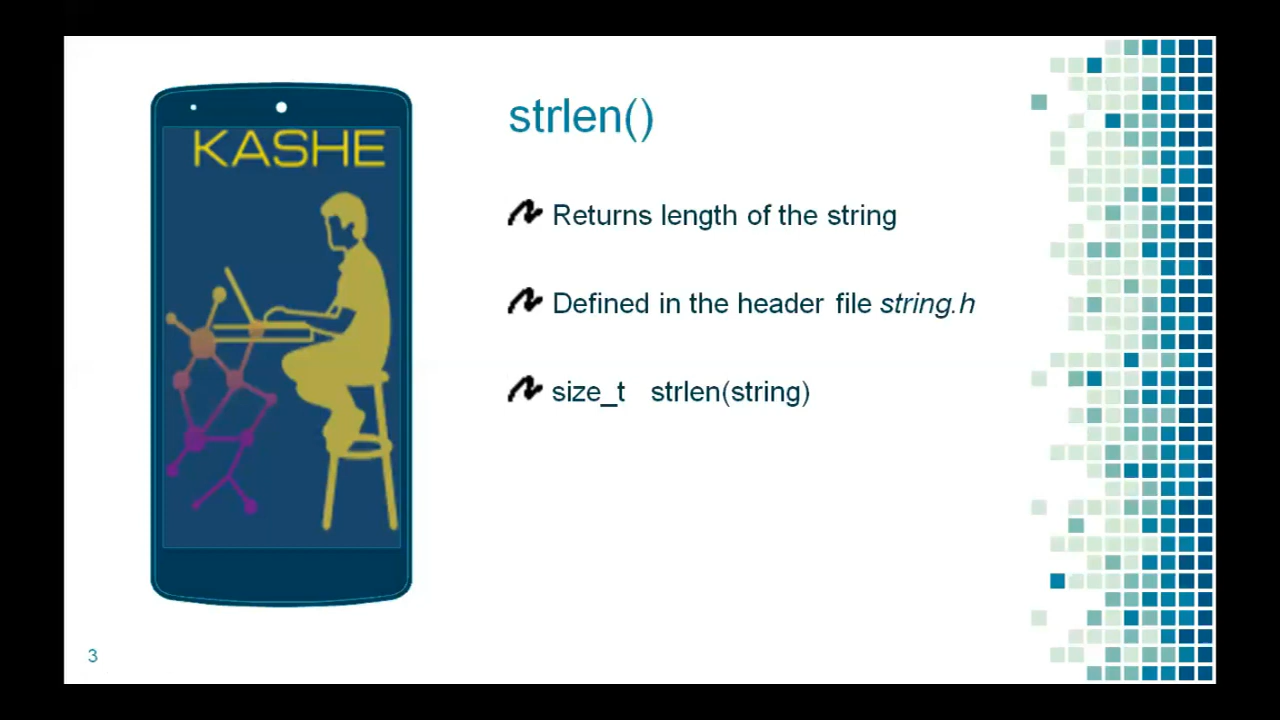 KASHE
strlen()
Returns length of the string
Defined in the header file string.h
size_t strlen(string)
3